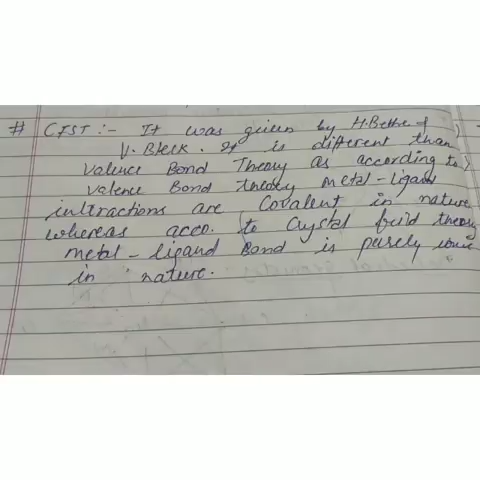 # CFST :- It was given by H.Bethe &
V. Bleck. It is different than
Valence Bond Theory as according to
valence Bond theory metal-ligand
intractions are Covalent in nature
whereas acco. to Crystal feild theory
metal-ligand Bond is purely ionic
in nature.